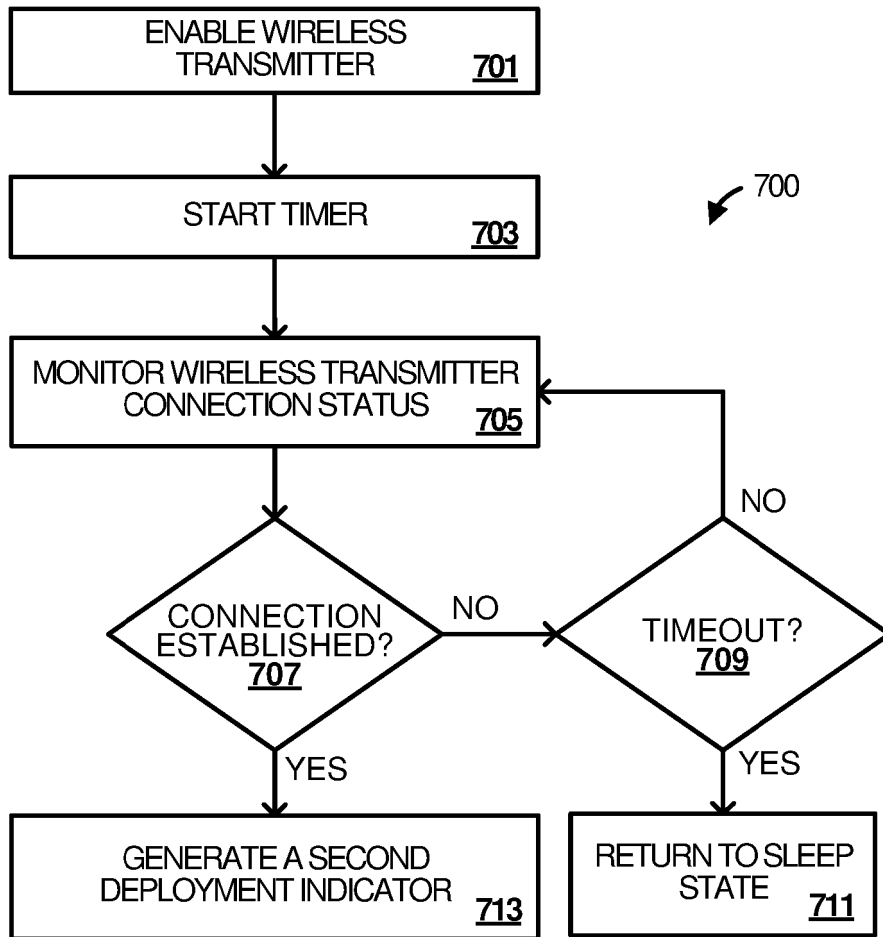 ENABLE WIRELESS
TRANSMITTER
701
START TIMER
703
700
MONITOR WIRELESS TRANSMITTER
CONNECTION STATUS
705
NO
CONNECTION
ESTABLISHED?
707
NO
TIMEOUT?
709
YES
YES
GENERATE A SECOND
DEPLOYMENT INDICATOR
713
RETURN TO SLEEP
STATE
711